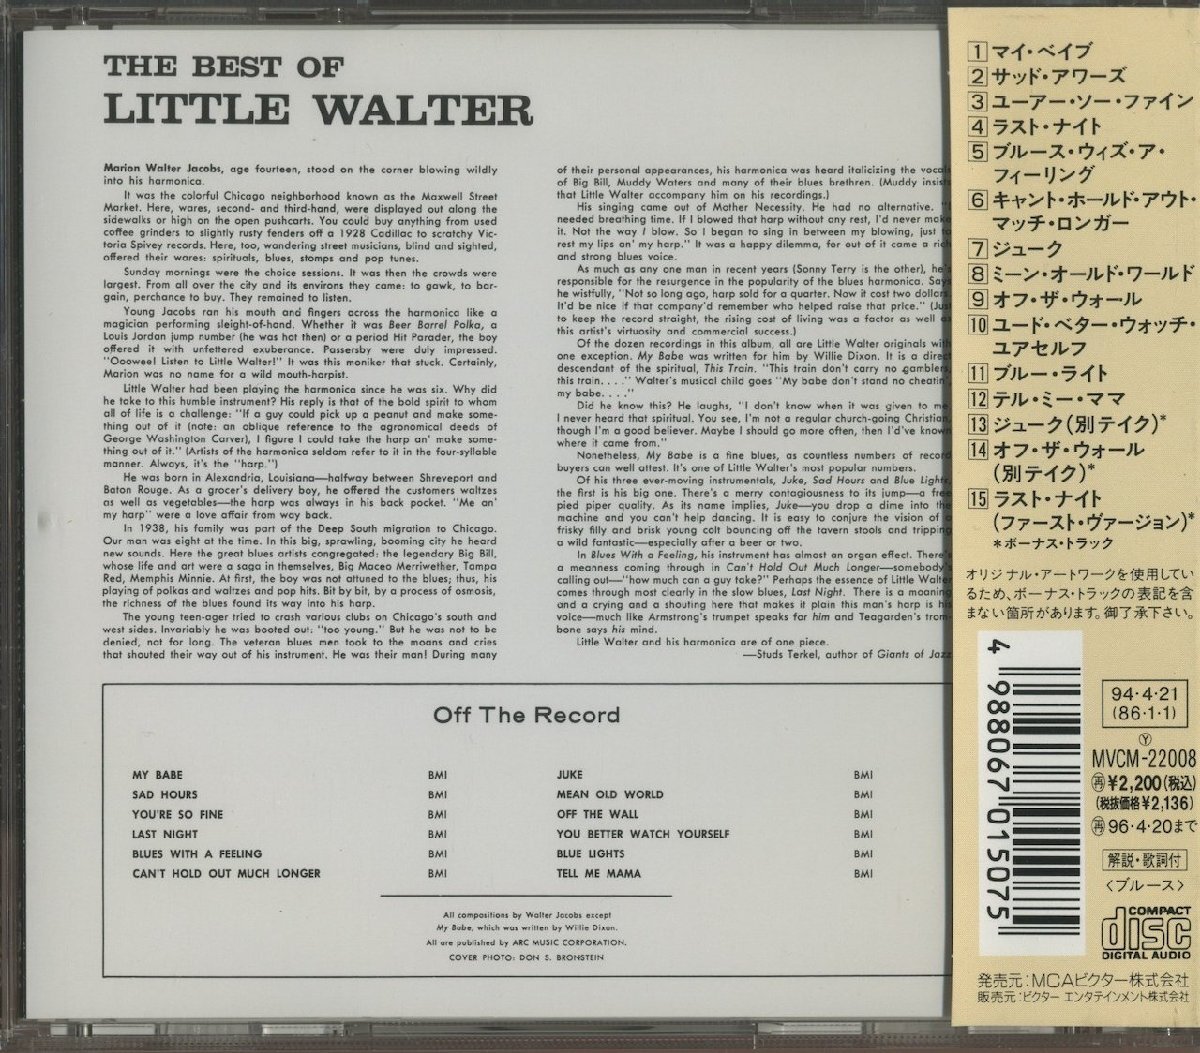 THE BEST OF
LITTLE WALTER
Marion Walter Jacobs, age fourteen, stood on the corner blowing wildly
into his harmonica.
It was the colorful Chicago neighborhood known as the Maxwell Street
Market. Here, wares, second- and third-hand, were displayed out along the
sidewalks or high on the open pushcarts. You could buy anything from used
coffee grinders to slightly rusty fenders off a 1928 Cadillac to scratchy Vic-
toria Spivey records. Here, too, wandering street musicians, blind and sighted,
offered their wares: spirituals, blues, stomps and pop tunes.
Sunday mornings were the choice sessions. It was then the crowds were
largest. From all over the city and its environs they came: to gawk, to bar-
gain, perchance to buy. They remained to listen.
Young Jacobs ran his mouth and fingers across the harmonica like a
magician performing sleight-of-hand. Whether it was Beer Barrel Polka, a
Louis Jordan jump number (he was hot then) or a period Hit Parader, the boy
offered it with unfettered exuberance. Passersby were duly impressed.
"Ooowee! Listen to Little Walter!" It was this moniker that stuck. Certainly,
Marion was no name for a wild mouth-harpist.
Little Walter had been playing the harmonica since he was six. Why did
he take to this humble instrument? His reply is that of the bold spirit to whom
all of life is a challenge: "If a guy could pick up a peanut and make some-
thing out of it (note: an oblique reference to the agronomical deeds of
George Washington Carver), I figure I could take the harp an' make some-
thing out of it." (Artists of the harmonica seldom refer to it in the four-syllable
manner. Always, it's the "harp.")
He was born in Alexandria, Louisiana—halfway between Shreveport and
Baton Rouge. As a grocer's delivery boy, he offered the customers waltzes
as well as vegetables—the harp was always in his back pocket. "Me an'
my harp" were a love affair from way back.
In 1938, his family was part of the Deep South migration to Chicago.
Our man was eight at the time. In this big, sprawling, booming city he heard
new sounds. Here the great blues artists congregated: the legendary Big Bill,
whose life and art were a saga in themselves, Big Maceo Merriwether, Tampa
Red, Memphis Minnie. At first, the boy was not attuned to the blues; thus, his
playing of polkas and waltzes and pop hits. Bit by bit, by a process of osmosis,
the richness of the blues found its way into his harp.
The young teen-ager tried to crash various clubs on Chicago's south and
west sides. Invariably he was booted out: "too young." But he was not to be
denied, not for long. The veteran blues men took to the moans and cries
that shouted their way out of his instrument. He was their man! During many
of their personal appearances, his harmonica was heard italicizing the vocals
of Big Bill, Muddy Waters and many of their blues brethren. (Muddy insists
that Little Walter accompany him on his recordings.)
His singing came out of Mother Necessity. He had no alternative. "I
needed breathing time. If I blowed that harp without any rest, I'd never make
it. Not the way I blow. So I began to sing in between my blowing, just to
rest my lips on' my harp." It was a happy dilemma, for out of it came a rich
and strong blues voice.
As much as any one man in recent years (Sonny Terry is the other), he's
responsible for the resurgence in the popularity of the blues harmonica. Says
he wistfully, "Not so long ago, harp sold for a quarter. Now it cost two dollars.
It'd be nice if that company'd remember who helped raise that price." (Just
to keep the record straight, the rising cost of living was a factor as well as
this artist's virtuosity and commercial success.)
Of the dozen recordings in this album, all are Little Walter originals with
one exception. My Babe was written for him by Willie Dixon. It is a direct
descendant of the spiritual, This Train. "This train don't carry no gamblers,
this train. . . ." Walter's musical child goes "My babe don't stand no cheatin',
my babe. . . ."
Did he know this? He laughs, "I don't know when it was given to me
I never heard that spiritual. You see, I'm not a regular church-going Christian,
though I'm a good believer. Maybe I should go more often, then I'd've known
where it came from."
Nonetheless, My Babe is a fine blues, as countless numbers of record
buyers can well attest. It's one of Little Walter's most popular numbers.
Of his three ever-moving instrumentals, Juke, Sad Hours and Blue Lights,
the first is his big one. There's a merry contagiousness to its jump—a free
pied piper quality. As its name implies, Juke—you drop a dime into the
machine and you can't help dancing. It is easy to conjure the vision of a
frisky filly and brisk young colt bouncing off the tavern stools and tripping
a wild fantastic—especially after a beer or two.
In Blues With a Feeling, his instrument has almost an organ effect. There's
a meanness coming through in Can't Hold Out Much Longer—somebody's
calling out—"how much can a guy take?" Perhaps the essence of Little Walter
comes through most clearly in the slow blues, Last Night. There is a moaning
and a crying and a shouting here that makes it plain this man's harp is his
voice—much like Armstrong's trumpet speaks for him and Teagarden's trom-
bone says his mind.
Little Walter and his harmonica are of one piece.
—Studs Terkel, author of Giants of Jazz
Off The Record
MY BABE BMI
SAD HOURS BMI
YOU'RE SO FINE BMI
LAST NIGHT BMI
BLUES WITH A FEELING BMI
CAN'T HOLD OUT MUCH LONGER BMI
JUKE BMI
MEAN OLD WORLD BMI
OFF THE WALL BMI
YOU BETTER WATCH YOURSELF BMI
BLUE LIGHTS BMI
TELL ME MAMA BMI
All compositions by Walter Jacobs except
My Babe, which was written by Willie Dixon.
All are published by ARC MUSIC CORPORATION.
COVER PHOTO: DON S. BRONSTEIN
1 マイ・ベイブ
2 サッド・アワーズ
3 ユーアー・ソー・ファイン
4 ラスト・ナイト
5 ブルース・ウィズ・ア・
フィーリング
6 キャント・ホールド・アウト・
マッチ・ロンガー
7 ジューク
8 ミーン・オールド・ワールド
9 オフ・ザ・ウォール
10 ユード・ベター・ウォッチ・
ユアセルフ
11 ブルー・ライト
12 テル・ミー・ママ
13 ジューク(別テイク)*
14 オフ・ザ・ウォール
(別テイク)*
15 ラスト・ナイト
(ファースト・ヴァージョン)*
*ボーナス・トラック
オリジナル・アートワークを使用してい
るため、ボーナス・トラックの表記を含
まない箇所があります。御了承下さい。
4 988067 015075
94・4・21
(86・1・1)
Ⓨ
MVCM-22008
再¥2,200(税込)
(税抜価格¥2,136)
再96・4・20まで
解説・歌詞付
<ブルース>
COMPACT
disc
DIGITAL AUDIO
発売元:MCAビクター株式会社
販売元:ビクター エンタテインメント株式会社